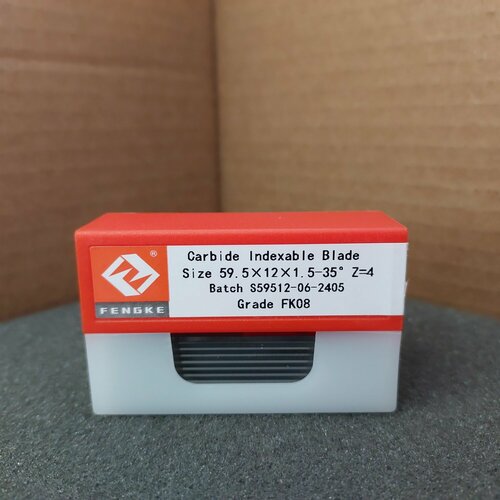 Carbide Indexable Blade
Size 59.5×12×1.5-35° Z=4
Batch S59512-06-2405
Grade FK08
®
FENGKE